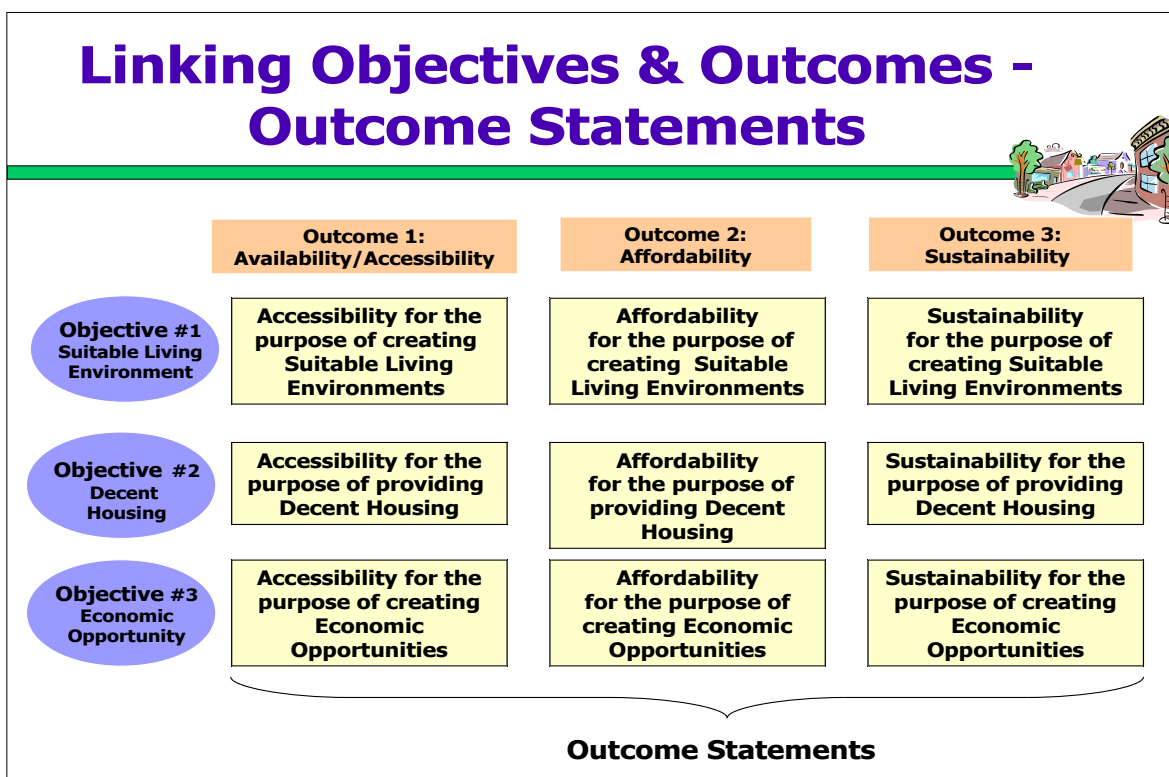 Linking Objectives & Outcomes -
Outcome Statements
Outcome 1:
Availability/Accessibility
Outcome 2:
Affordability
Outcome 3:
Sustainability
Objective #1
Suitable Living
Environment
Accessibility for the
purpose of creating
Suitable Living
Environments
Affordability
for the purpose of
creating Suitable
Living Environments
Sustainability
for the purpose of
creating Suitable
Living Environments
Objective #2
Decent
Housing
Accessibility for the
purpose of providing
Decent Housing
Affordability
for the purpose of
providing Decent
Housing
Sustainability for the
purpose of providing
Decent Housing
Objective #3
Economic
Opportunity
Accessibility for the
purpose of creating
Economic
Opportunities
Affordability
for the purpose of
creating Economic
Opportunities
Sustainability for the
purpose of creating
Economic
Opportunities
Outcome Statements